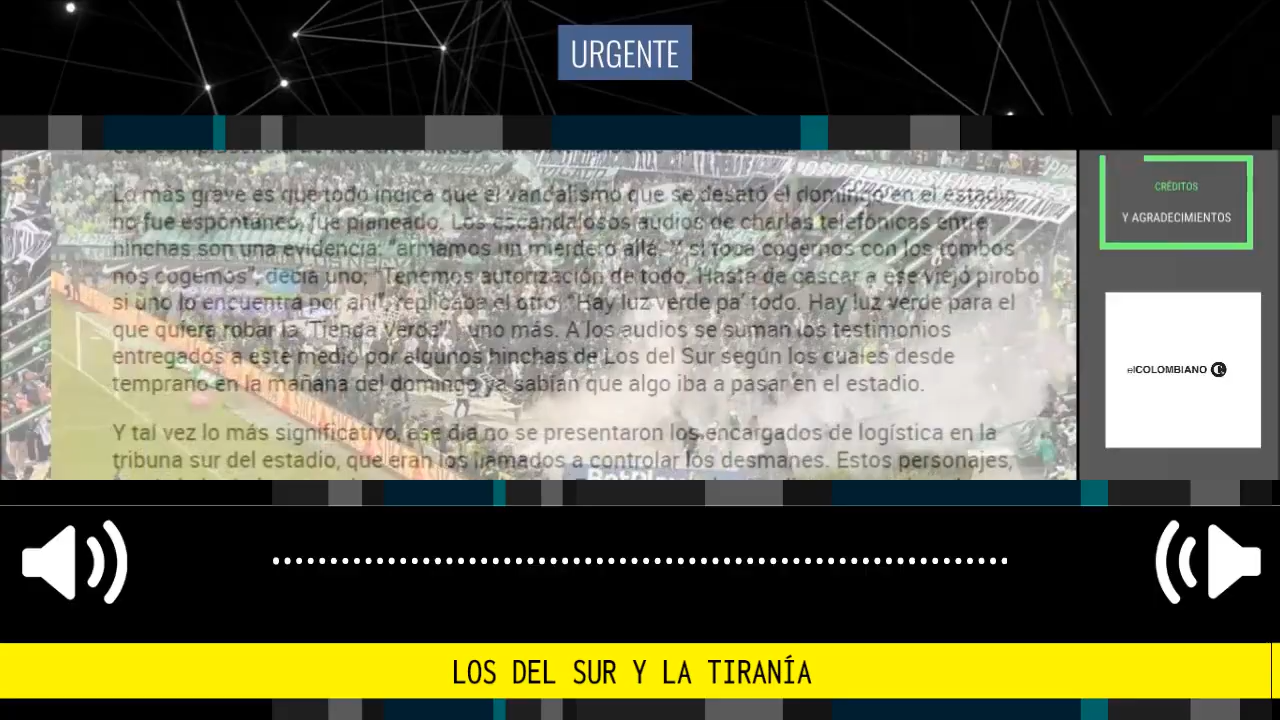 URGENTE
Lo más grave es que todo indica que el vandalismo que se desató el domingo en el estadio
no fue espontáneo, fue planeado. Los escandalosos audios de charlas telefónicas entre
hinchas son una evidencia: “armamos un mierdero allá, “ si toca cogernos con los tombos
nos cogemos”, decía uno; “Tenemos autorización de todo. Hasta de cascar a ese viejo pirobo
si uno lo encuentra por ahí”, replicaba el otro; “Hay luz verde pa’ todo. Hay luz verde para el
que quiera robar la ‘Tienda Verde’”, uno más. A los audios se suman los testimonios
entregados a este medio por algunos hinchas de Los del Sur según los cuales desde
temprano en la mañana del domingo ya sabían que algo iba a pasar en el estadio.
Y tal vez lo más significativo, ese día no se presentaron los encargados de logística en la
tribuna sur del estadio, que eran los llamados a controlar los desmanes. Estos personajes,
CRÉDITOS
Y AGRADECIMIENTOS
elCOLOMBIANO
LOS DEL SUR Y LA TIRANÍA